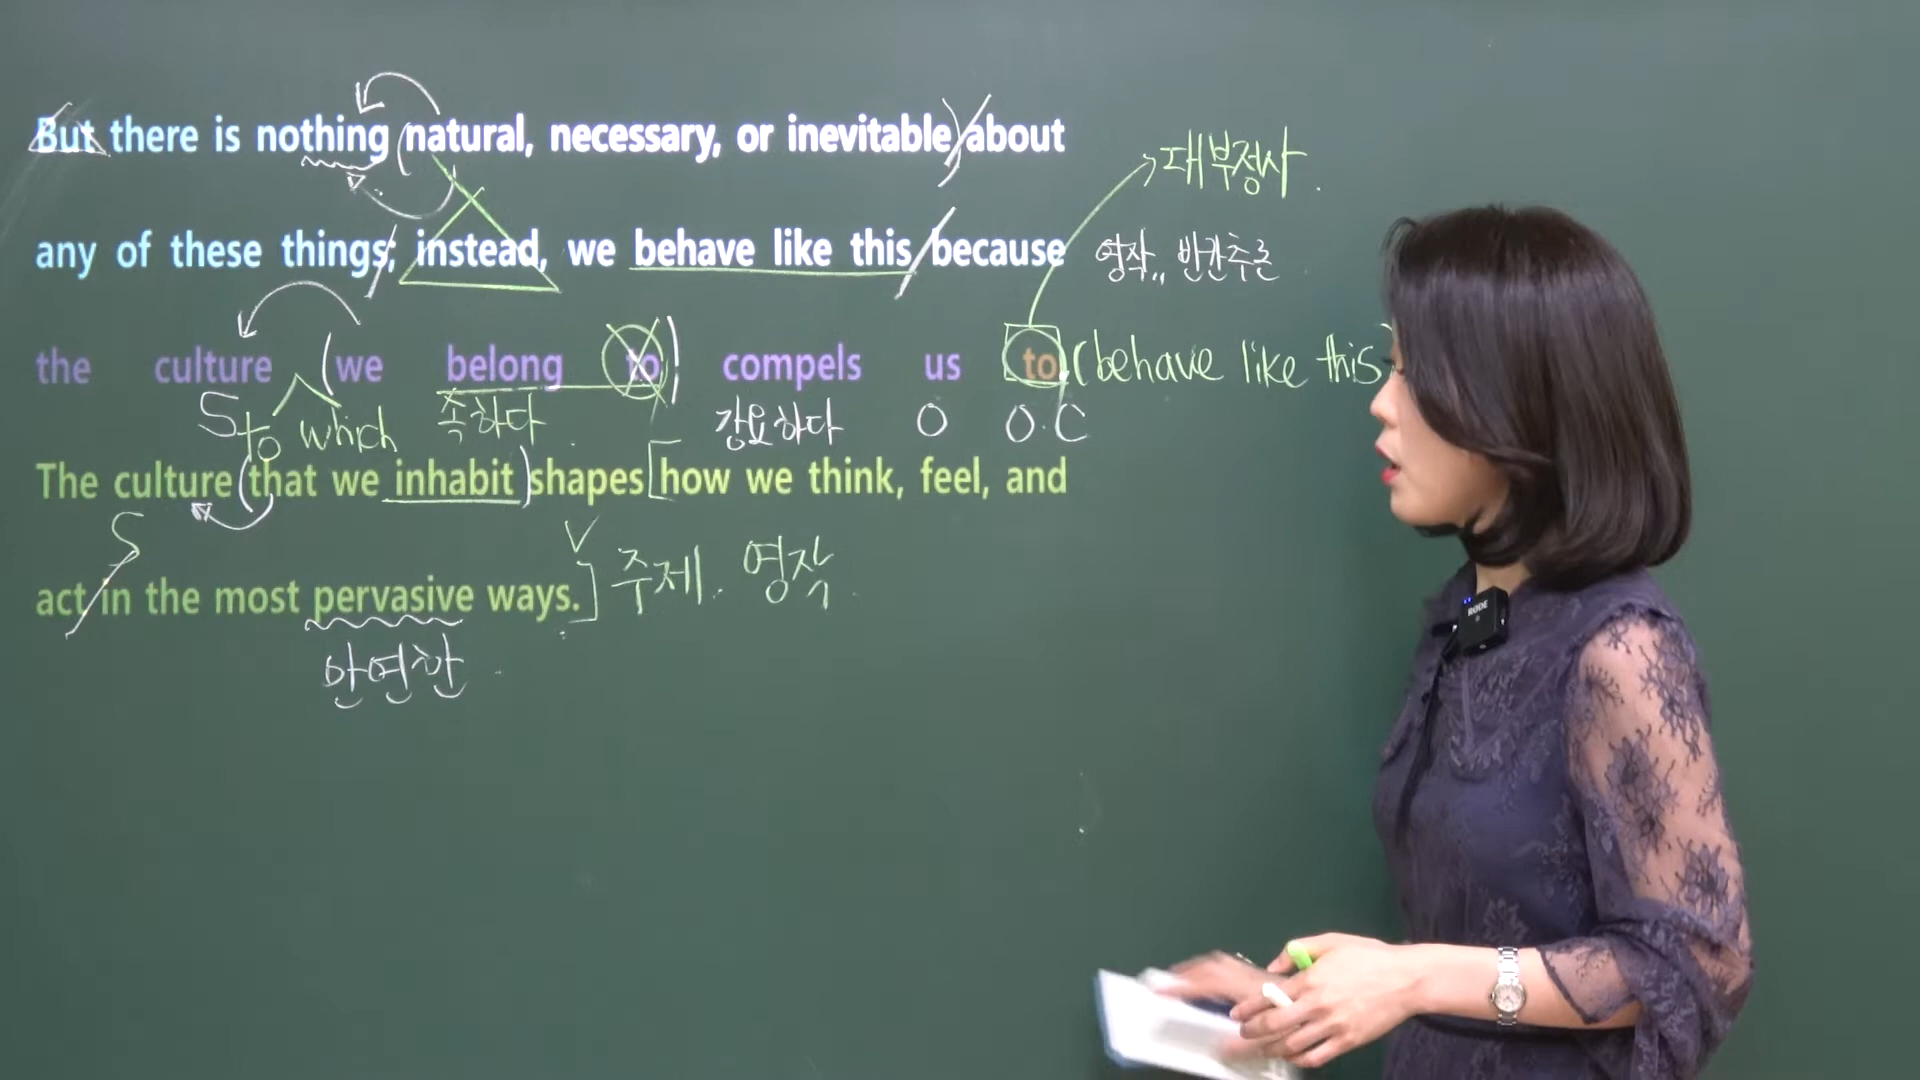 But there is nothing (natural, necessary, or inevitable) about
→ 대부정사.
any of these things; instead, we behave like this because
영작,, 빈칸추론
the culture (we belong to) compels us to (behave like this)
S to which 속하다. 강요하다 O O.C
The culture (that we inhabit) shapes [how we think, feel, and
S V
act in the most pervasive ways.] 주제. 영작.
만연한.
RØDE